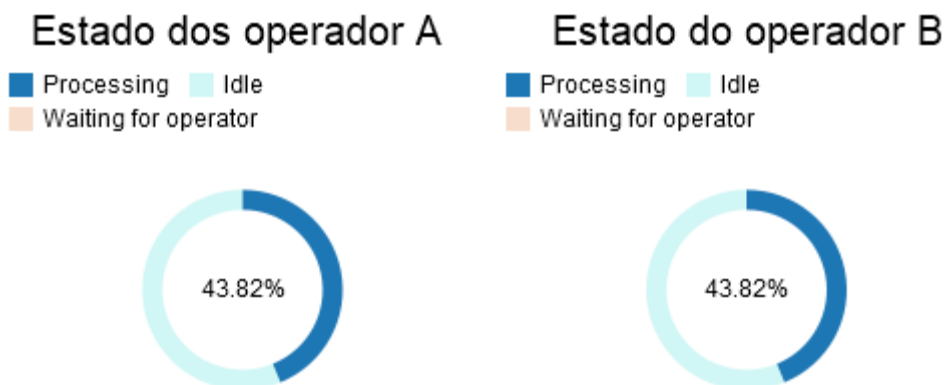 Estado dos operador A
Processing Idle
Waiting for operator
43.82%
Estado do operador B
Processing Idle
Waiting for operator
43.82%